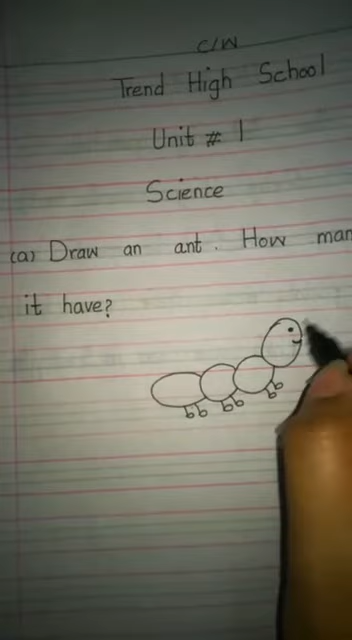 C/W
Trend High School
Unit # 1
Science
(a) Draw an ant. How
it have?